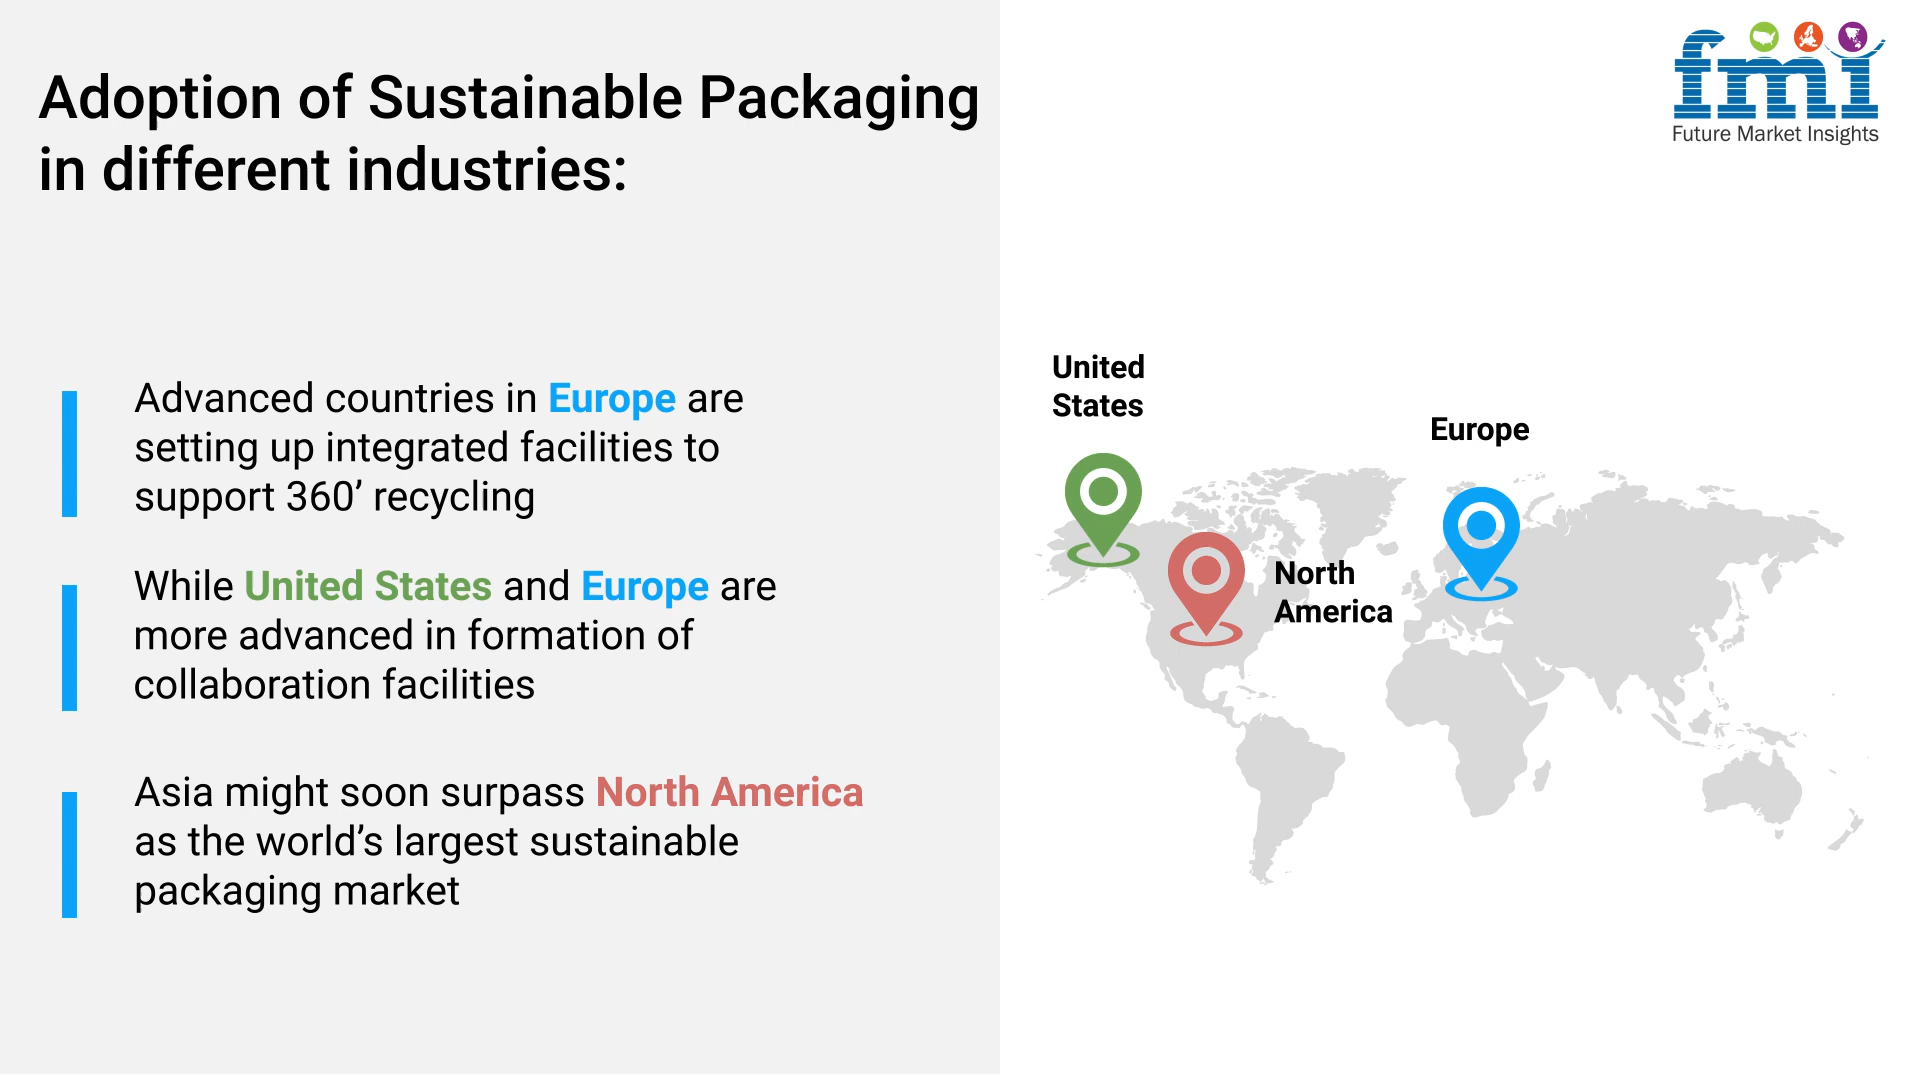 Adoption of Sustainable Packaging
in different industries:
Advanced countries in Europe are
setting up integrated facilities to
support 360’ recycling
While United States and Europe are
more advanced in formation of
collaboration facilities
Asia might soon surpass North America
as the world’s largest sustainable
packaging market
fmi
Future Market Insights
United
States
Europe
North
America